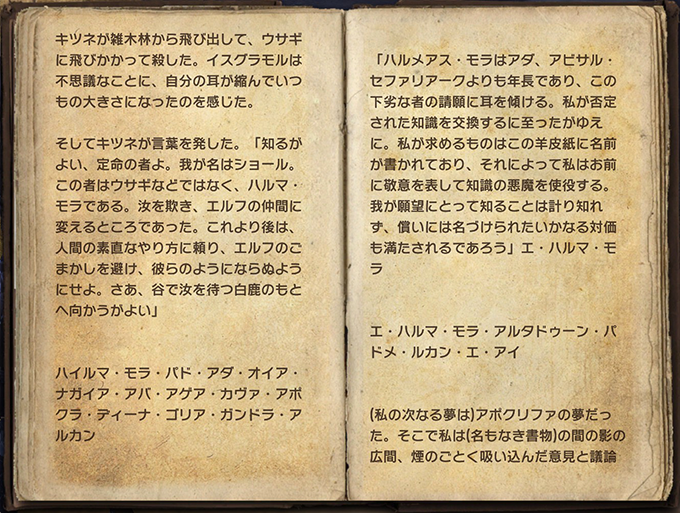 キツネが雑木林から飛び出して、ウサギ
に飛びかかって殺した。イスグラモルは
不思議なことに、自分の耳が縮んでいつ
もの大きさになったのを感じた。
そしてキツネが言葉を発した。「知るが
よい、定命の者よ。我が名はショール。
この者はウサギなどではなく、ハルマ・
モラである。汝を欺き、エルフの仲間に
変えるところであった。これより後は、
人間の素直なやり方に頼り、エルフのご
まかしを避け、彼らのようにならぬよう
にせよ。さあ、谷で汝を待つ白鹿のもと
へ向かうがよい」
ハイルマ・モラ・パド・アダ・オイア・
ナガイア・アバ・アゲア・カヴァ・アポ
クラ・ディーナ・ゴリア・ガンドラ・ア
ルカン
「ハルメアス・モラはアダ、アビサル・
セファリアークよりも年長であり、この
下劣な者の請願に耳を傾ける。私が否定
された知識を交換するに至ったがゆえ
に。私が求めるものはこの羊皮紙に名前
が書かれており、それによって私はお前
に敬意を表して知識の悪魔を使役する。
我が願望にとって知ることは計り知れ
ず、償いには名づけられたいかなる対価
も満たされるであろう」エ・ハルマ・モ
ラ
エ・ハルマ・モラ・アルタドゥーン・パ
ドメ・ルカン・エ・アイ
(私の次なる夢は)アポクリファの夢だっ
た。そこで私は(名もなき書物)の間の影の
広間、煙のごとく吸い込んだ意見と議論